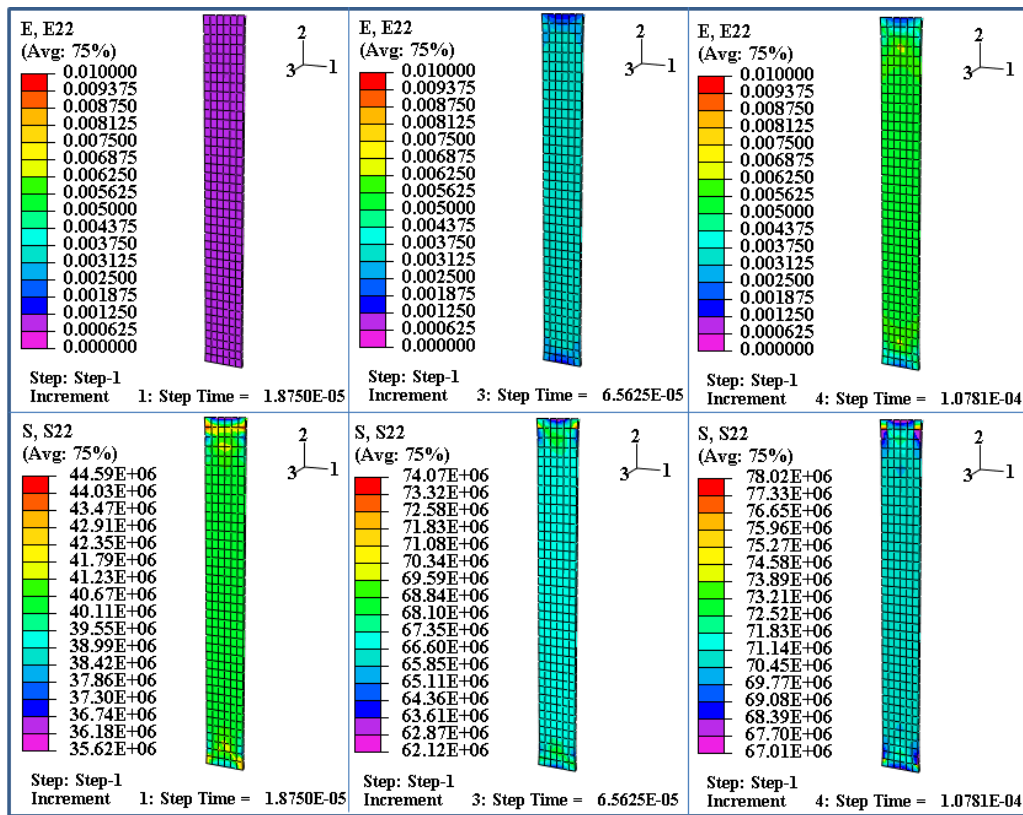 E, E22
(Avg: 75%)
0.010000
0.009375
0.008750
0.008125
0.007500
0.006875
0.006250
0.005625
0.005000
0.004375
0.003750
0.003125
0.002500
0.001875
0.001250
0.000625
0.000000
2
3 1
Step: Step-1
Increment 1: Step Time = 1.8750E-05
E, E22
(Avg: 75%)
0.010000
0.009375
0.008750
0.008125
0.007500
0.006875
0.006250
0.005625
0.005000
0.004375
0.003750
0.003125
0.002500
0.001875
0.001250
0.000625
0.000000
2
3 1
Step: Step-1
Increment 3: Step Time = 6.5625E-05
E, E22
(Avg: 75%)
0.010000
0.009375
0.008750
0.008125
0.007500
0.006875
0.006250
0.005625
0.005000
0.004375
0.003750
0.003125
0.002500
0.001875
0.001250
0.000625
0.000000
2
3 1
Step: Step-1
Increment 4: Step Time = 1.0781E-04
S, S22
(Avg: 75%)
44.59E+06
44.03E+06
43.47E+06
42.91E+06
42.35E+06
41.79E+06
41.23E+06
40.67E+06
40.11E+06
39.55E+06
38.99E+06
38.42E+06
37.86E+06
37.30E+06
36.74E+06
36.18E+06
35.62E+06
2
3 1
Step: Step-1
Increment 1: Step Time = 1.8750E-05
S, S22
(Avg: 75%)
74.07E+06
73.32E+06
72.58E+06
71.83E+06
71.08E+06
70.34E+06
69.59E+06
68.84E+06
68.10E+06
67.35E+06
66.60E+06
65.85E+06
65.11E+06
64.36E+06
63.61E+06
62.87E+06
62.12E+06
2
3 1
Step: Step-1
Increment 3: Step Time = 6.5625E-05
S, S22
(Avg: 75%)
78.02E+06
77.33E+06
76.65E+06
75.96E+06
75.27E+06
74.58E+06
73.89E+06
73.21E+06
72.52E+06
71.83E+06
71.14E+06
70.45E+06
69.77E+06
69.08E+06
68.39E+06
67.70E+06
67.01E+06
2
3 1
Step: Step-1
Increment 4: Step Time = 1.0781E-04